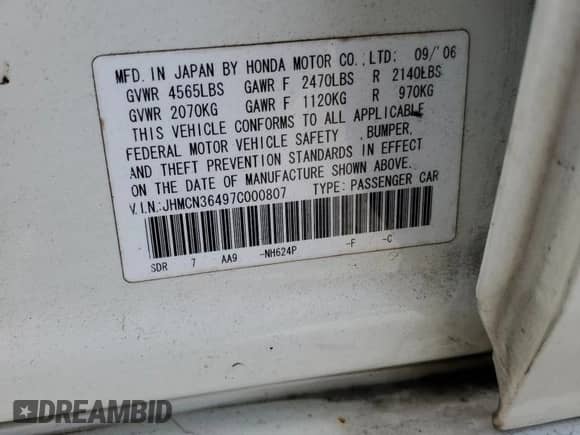 MFD. IN JAPAN BY HONDA MOTOR CO.,LTD: 09/'06
GVWR 4565LBS GAWR F 2470LBS R 2140LBS
GVWR 2070KG GAWR F 1120KG R 970KG
THIS VEHICLE CONFORMS TO ALL APPLICABLE
FEDERAL MOTOR VEHICLE SAFETY ,BUMPER,
AND THEFT PREVENTION STANDARDS IN EFFECT
ON THE DATE OF MANUFACTURE SHOWN ABOVE.
V.I.N:JHMCN36497C000807 TYPE: PASSENGER CAR
SDR 7 AA9 -NH624P -F -C
DREAMBID